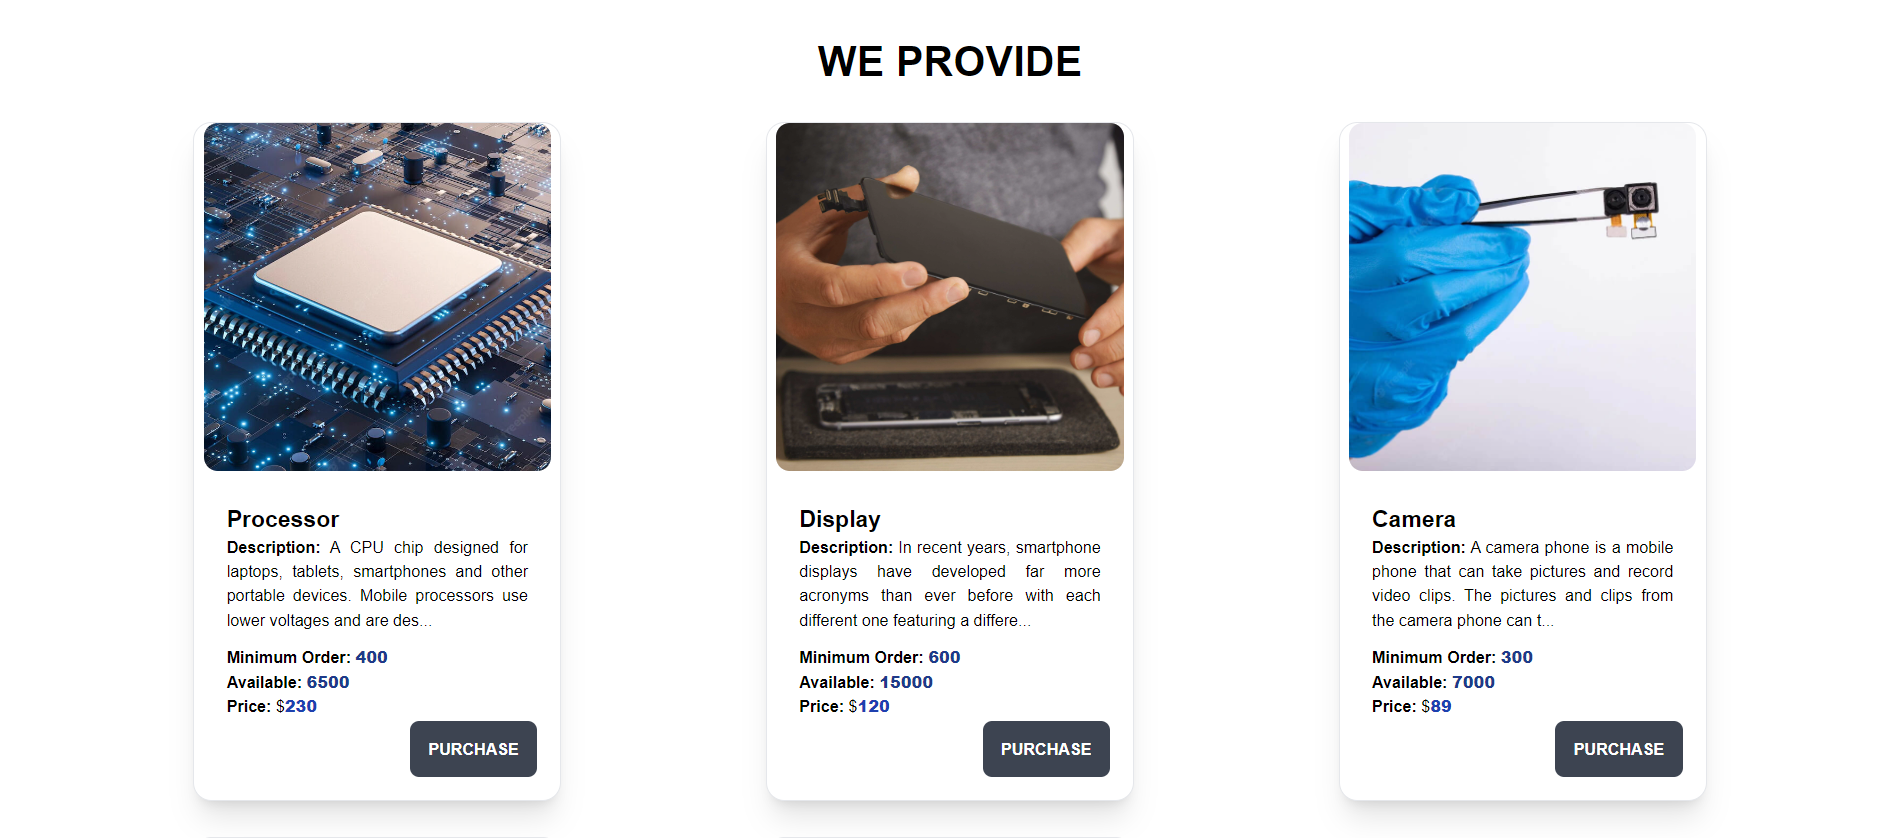 WE PROVIDE
Processor
Description: A CPU chip designed for
laptops, tablets, smartphones and other
portable devices. Mobile processors use
lower voltages and are des...
Minimum Order: 400
Available: 6500
Price: $230
PURCHASE
Display
Description: In recent years, smartphone
displays have developed far more
acronyms than ever before with each
different one featuring a differe...
Minimum Order: 600
Available: 15000
Price: $120
PURCHASE
Camera
Description: A camera phone is a mobile
phone that can take pictures and record
video clips. The pictures and clips from
the camera phone can t...
Minimum Order: 300
Available: 7000
Price: $89
PURCHASE